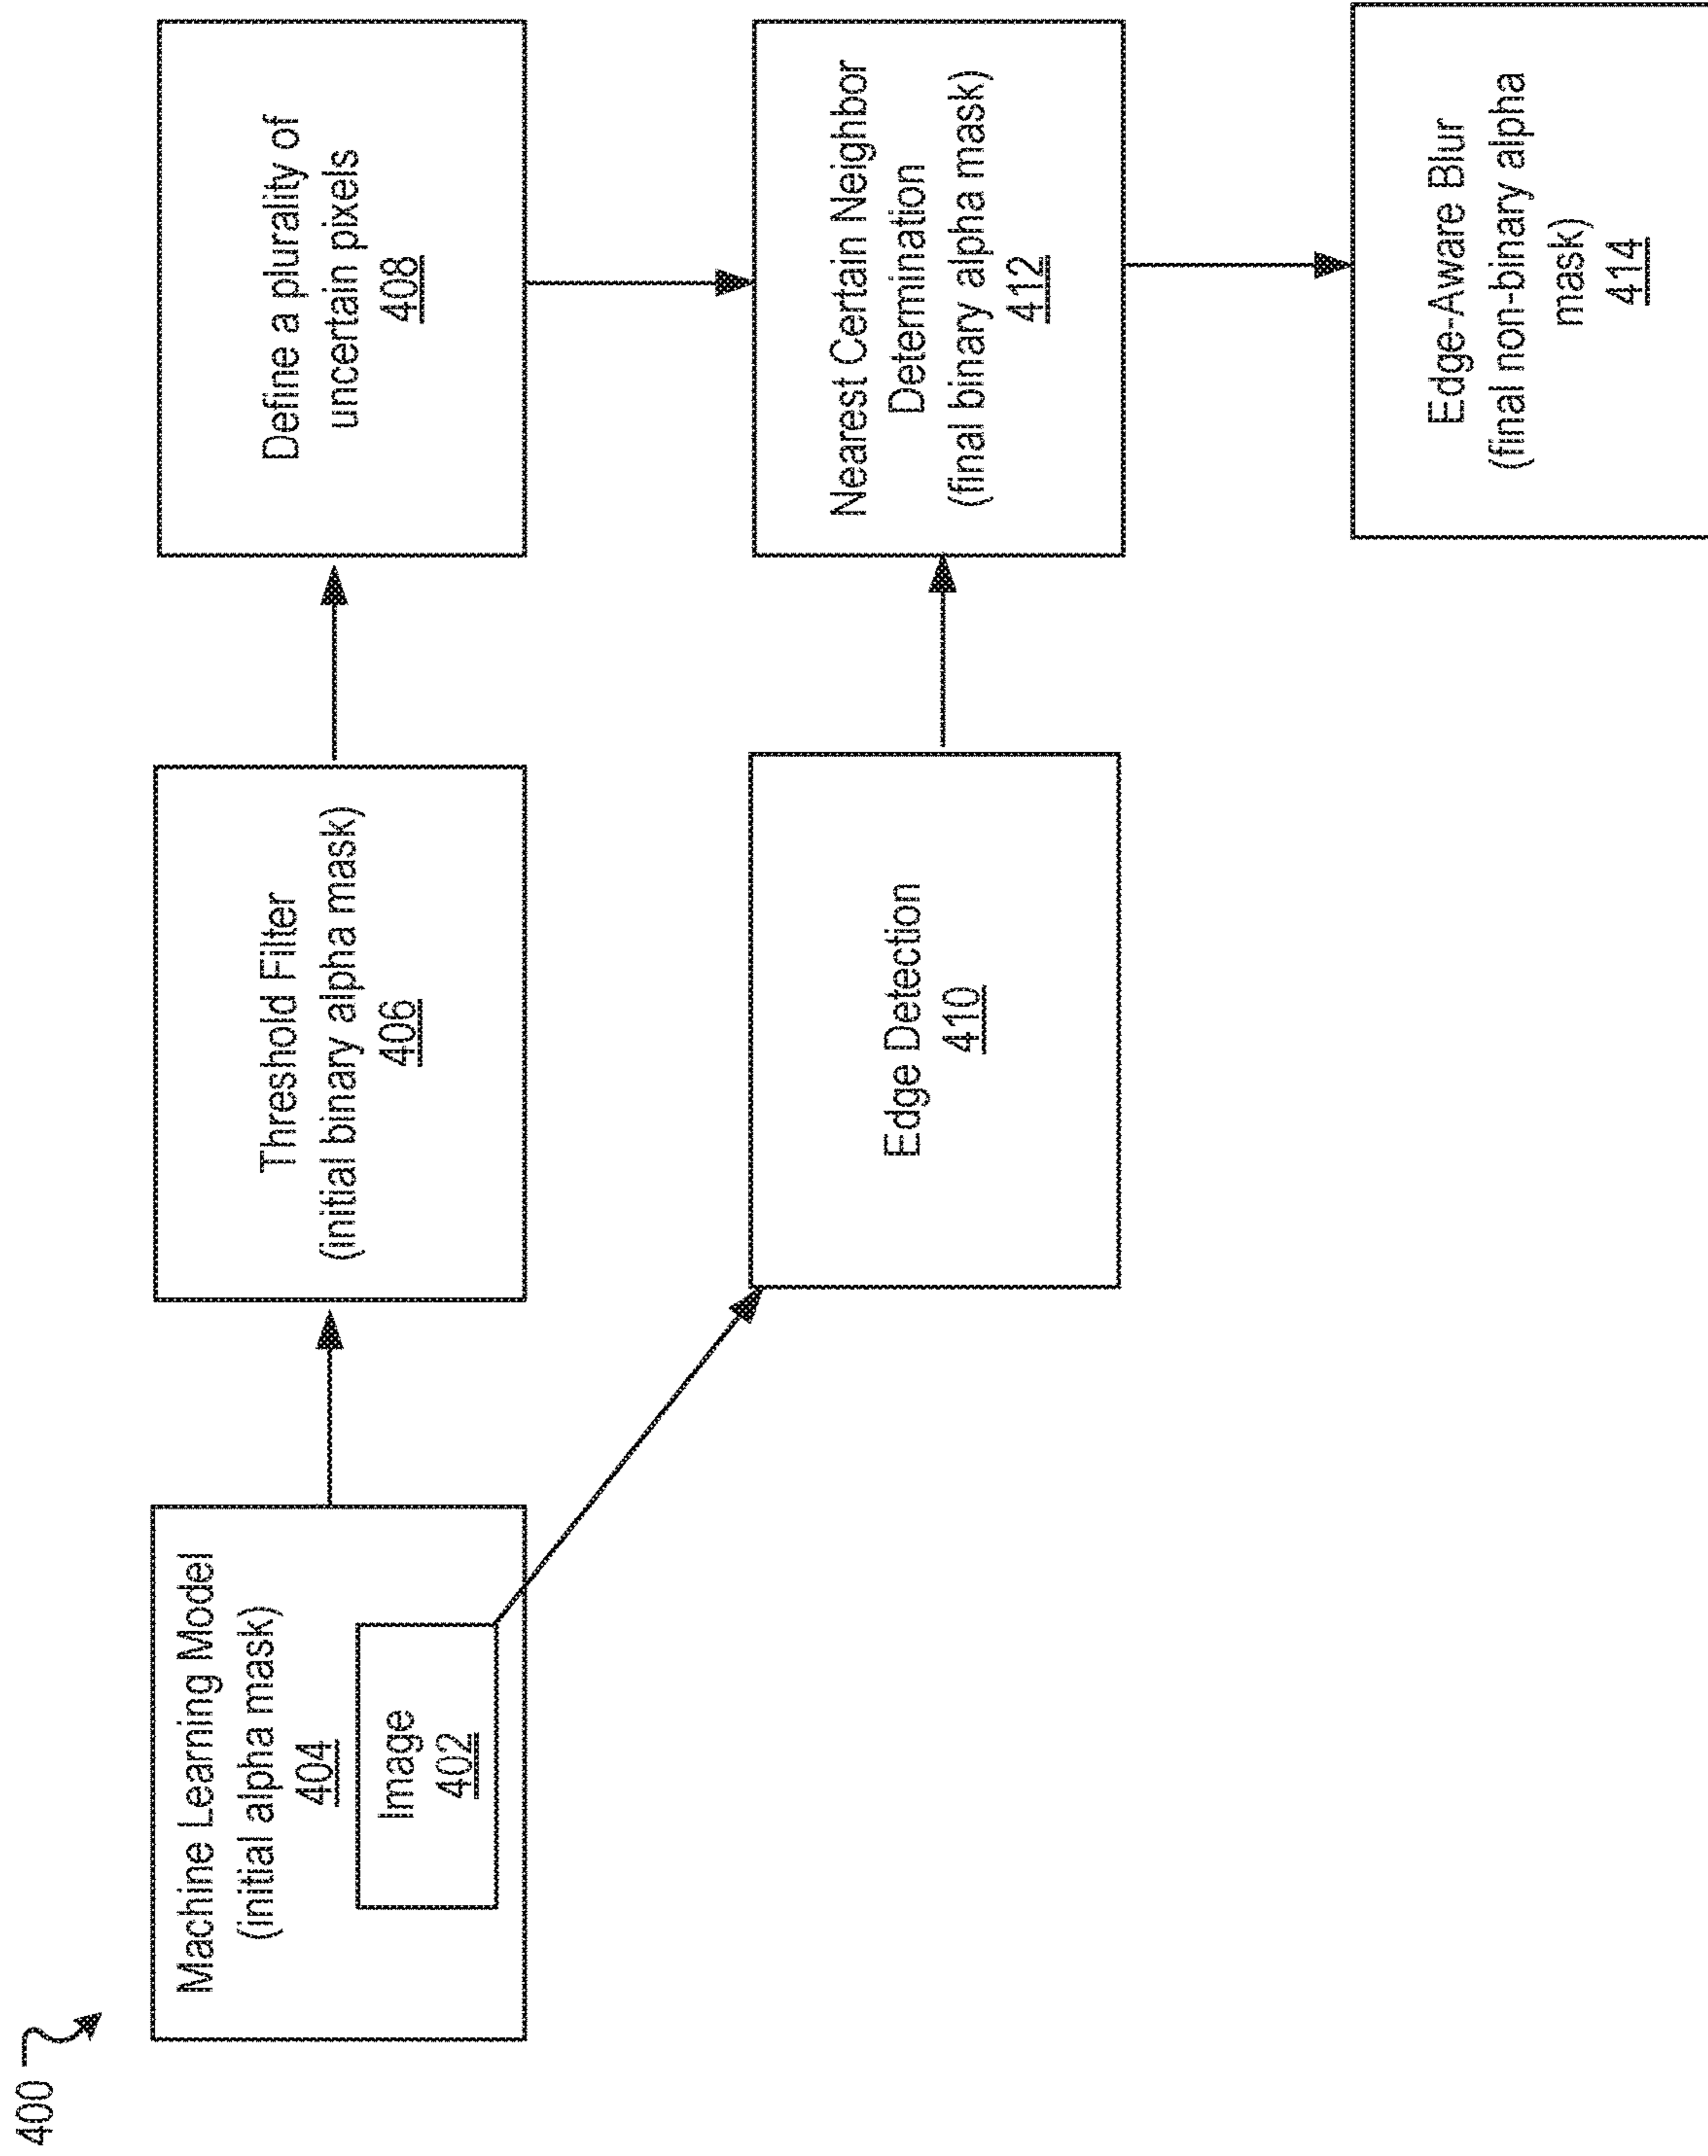 400
Machine Learning Model
(initial alpha mask)
404
Image
402
Threshold Filter
(initial binary alpha mask)
406
Define a plurality of
uncertain pixels
408
Edge Detection
410
Nearest Certain Neighbor
Determination
(final binary alpha mask)
412
Edge-Aware Blur
(final non-binary alpha
mask)
414